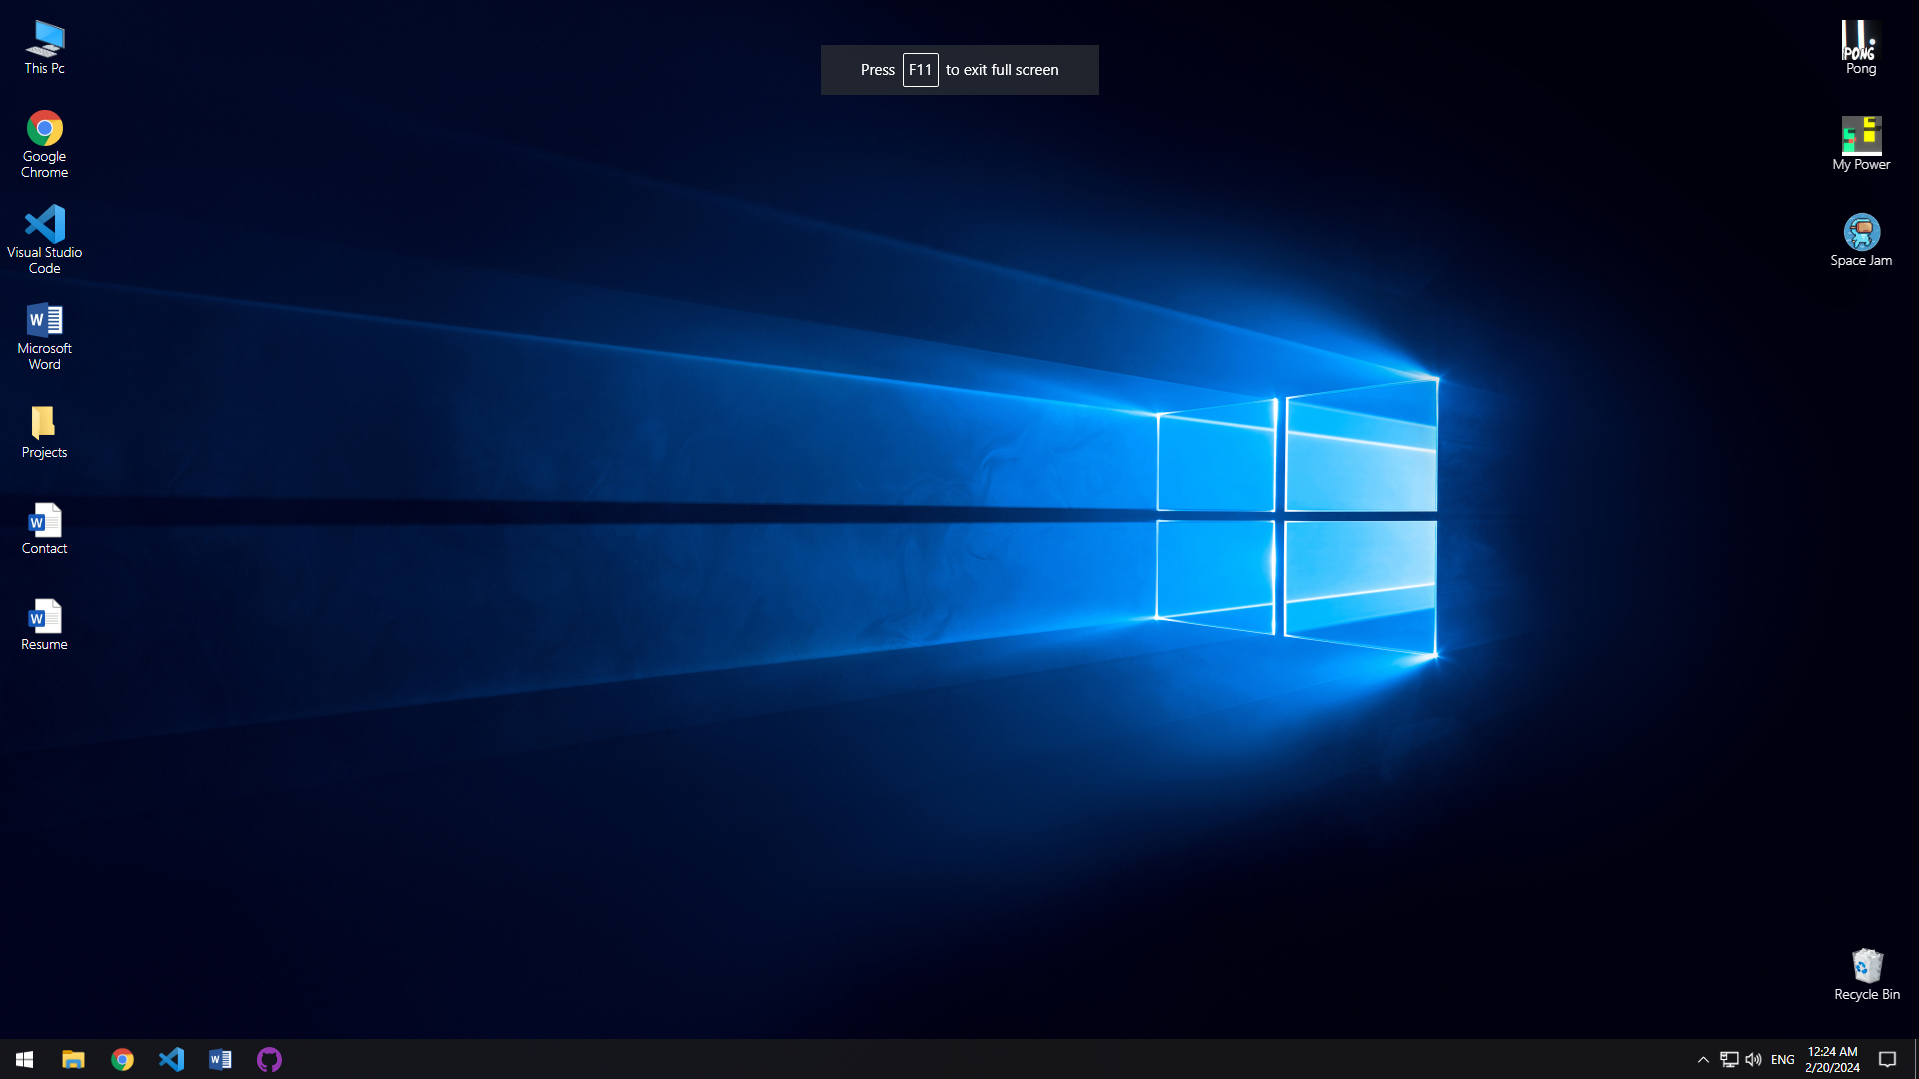 This Pc
Google
Chrome
Visual Studio
Code
Microsoft
Word
Projects
Contact
Resume
Press F11 to exit full screen
PONG
Pong
My Power
Space Jam
Recycle Bin
ENG
12:24 AM
2/20/2024